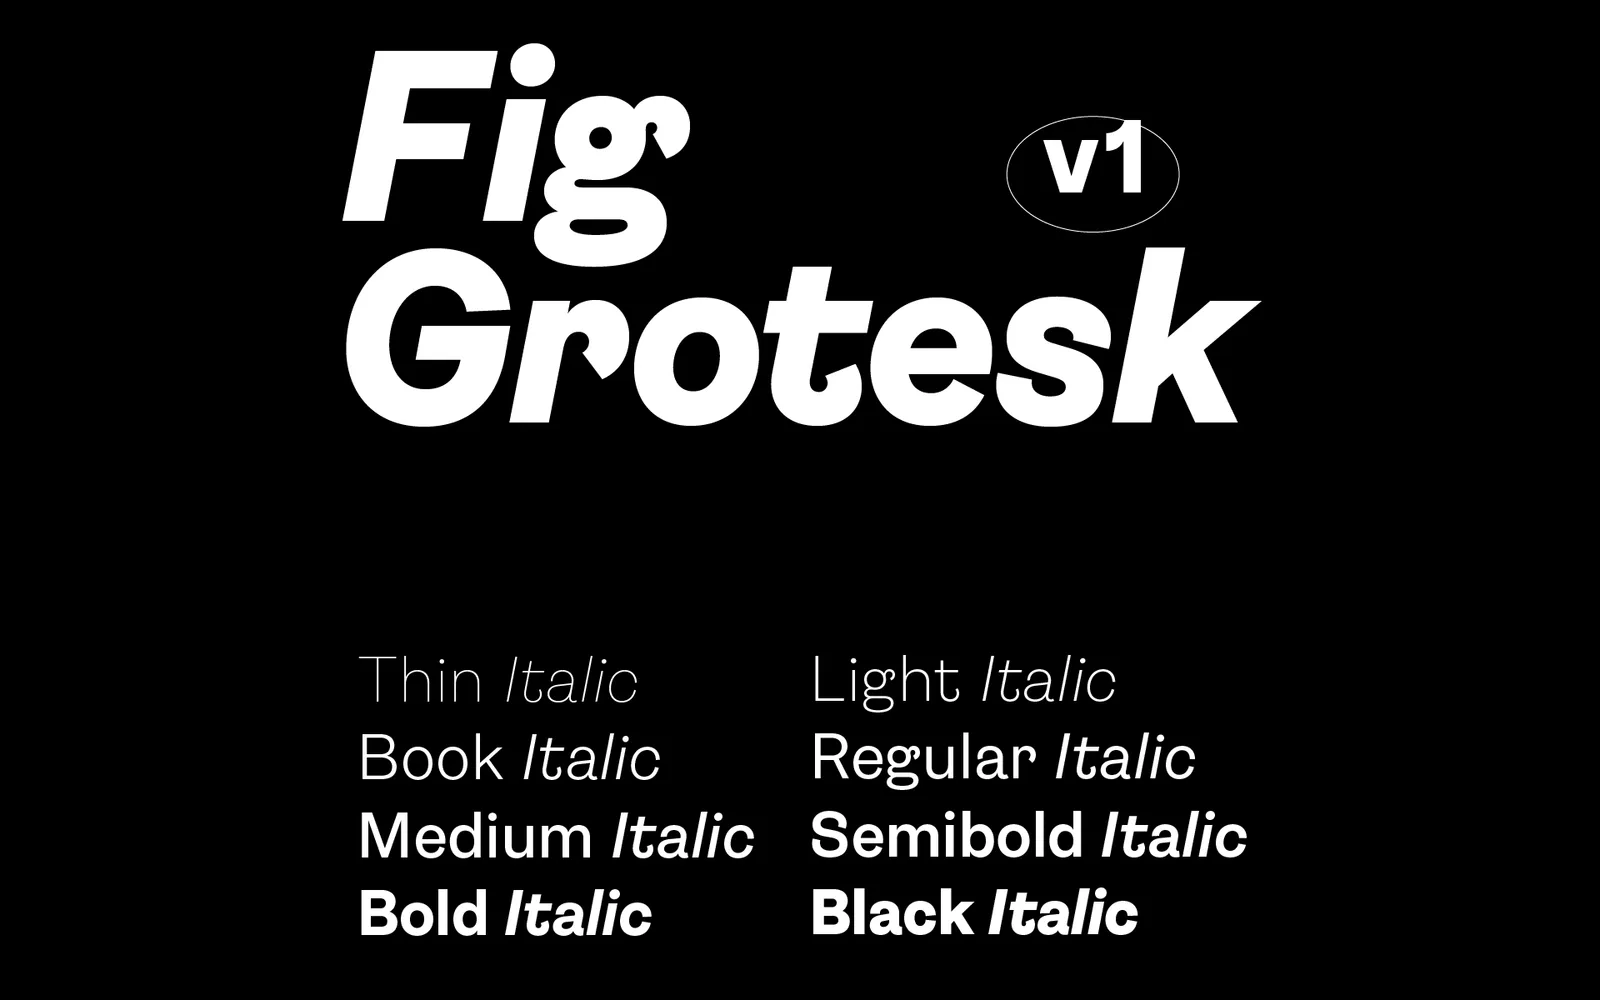 Fig
v1
Grotesk
Thin Italic
Light Italic
Book Italic
Regular Italic
Medium Italic
Semibold Italic
Bold Italic
Black Italic